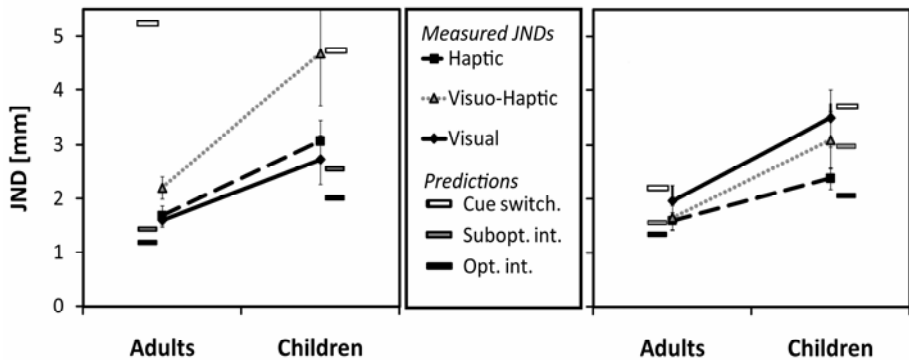 JND [mm]
5
4
3
2
1
0
Adults
Children
Measured JNDs
Haptic
Visuo-Haptic
Visual
Predictions
Cue switch.
Subopt. int.
Opt. int.
Adults
Children